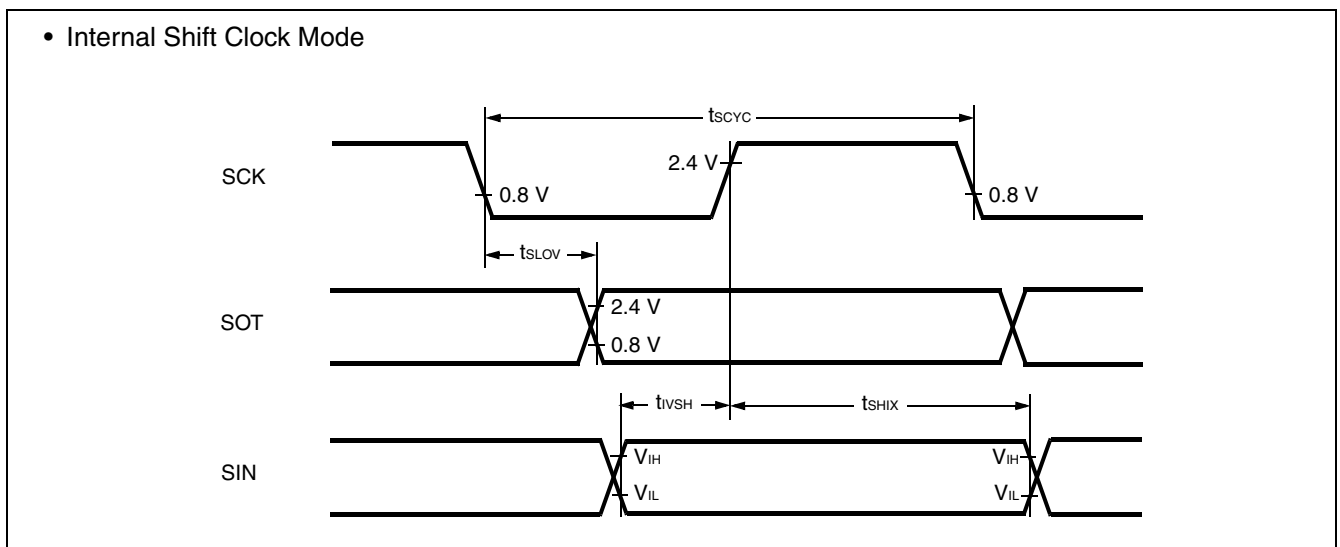 • Internal Shift Clock Mode
tSCYC
SCK
2.4 V
0.8 V
0.8 V
tSLOV
SOT
2.4 V
0.8 V
tIVSH
tSHIX
SIN
VIH
VIH
VIL
VIL